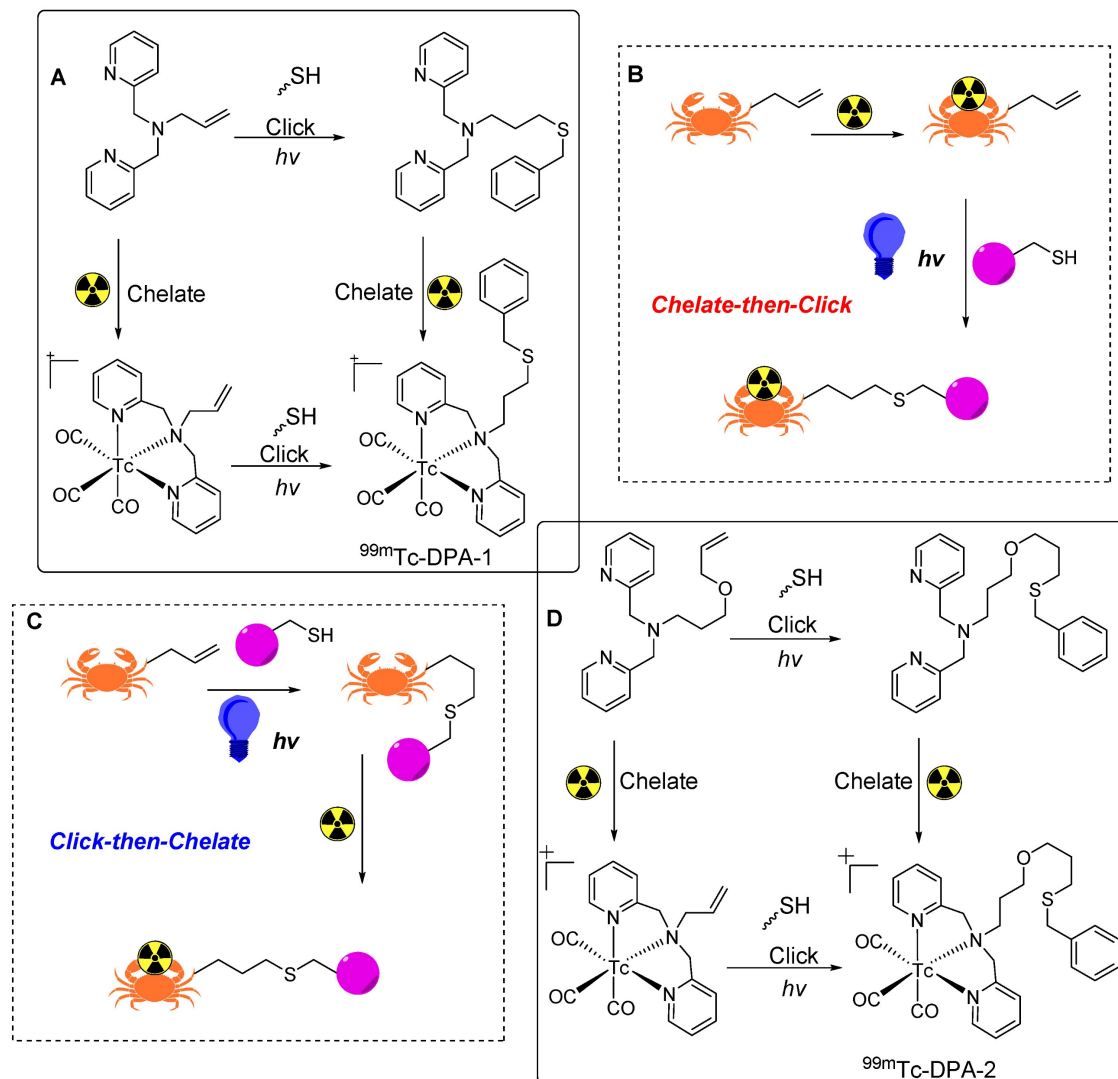 A
N
N
N
SH
Click
hv
N
N
N
S
Chelate
Chelate
+
N
N
N
Tc
OC
OC
CO
SH
Click
hv
+
S
N
N
N
Tc
OC
OC
CO
99mTc-DPA-1
B
hv
SH
Chelate-then-Click
S
C
SH
hv
S
Click-then-Chelate
S
D
N
N
N
O
SH
Click
hv
N
N
N
O
S
Chelate
Chelate
+
N
N
N
Tc
OC
OC
CO
SH
Click
hv
+
O
S
N
N
N
Tc
OC
OC
CO
99mTc-DPA-2